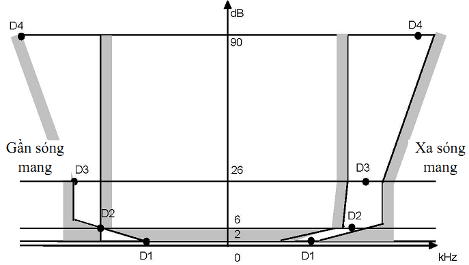 D4
dB
D4
90
Gần sóng
mang
Xa sóng
mang
D3
26
D3
D2
6
D2
2
D1
0
D1
kHz